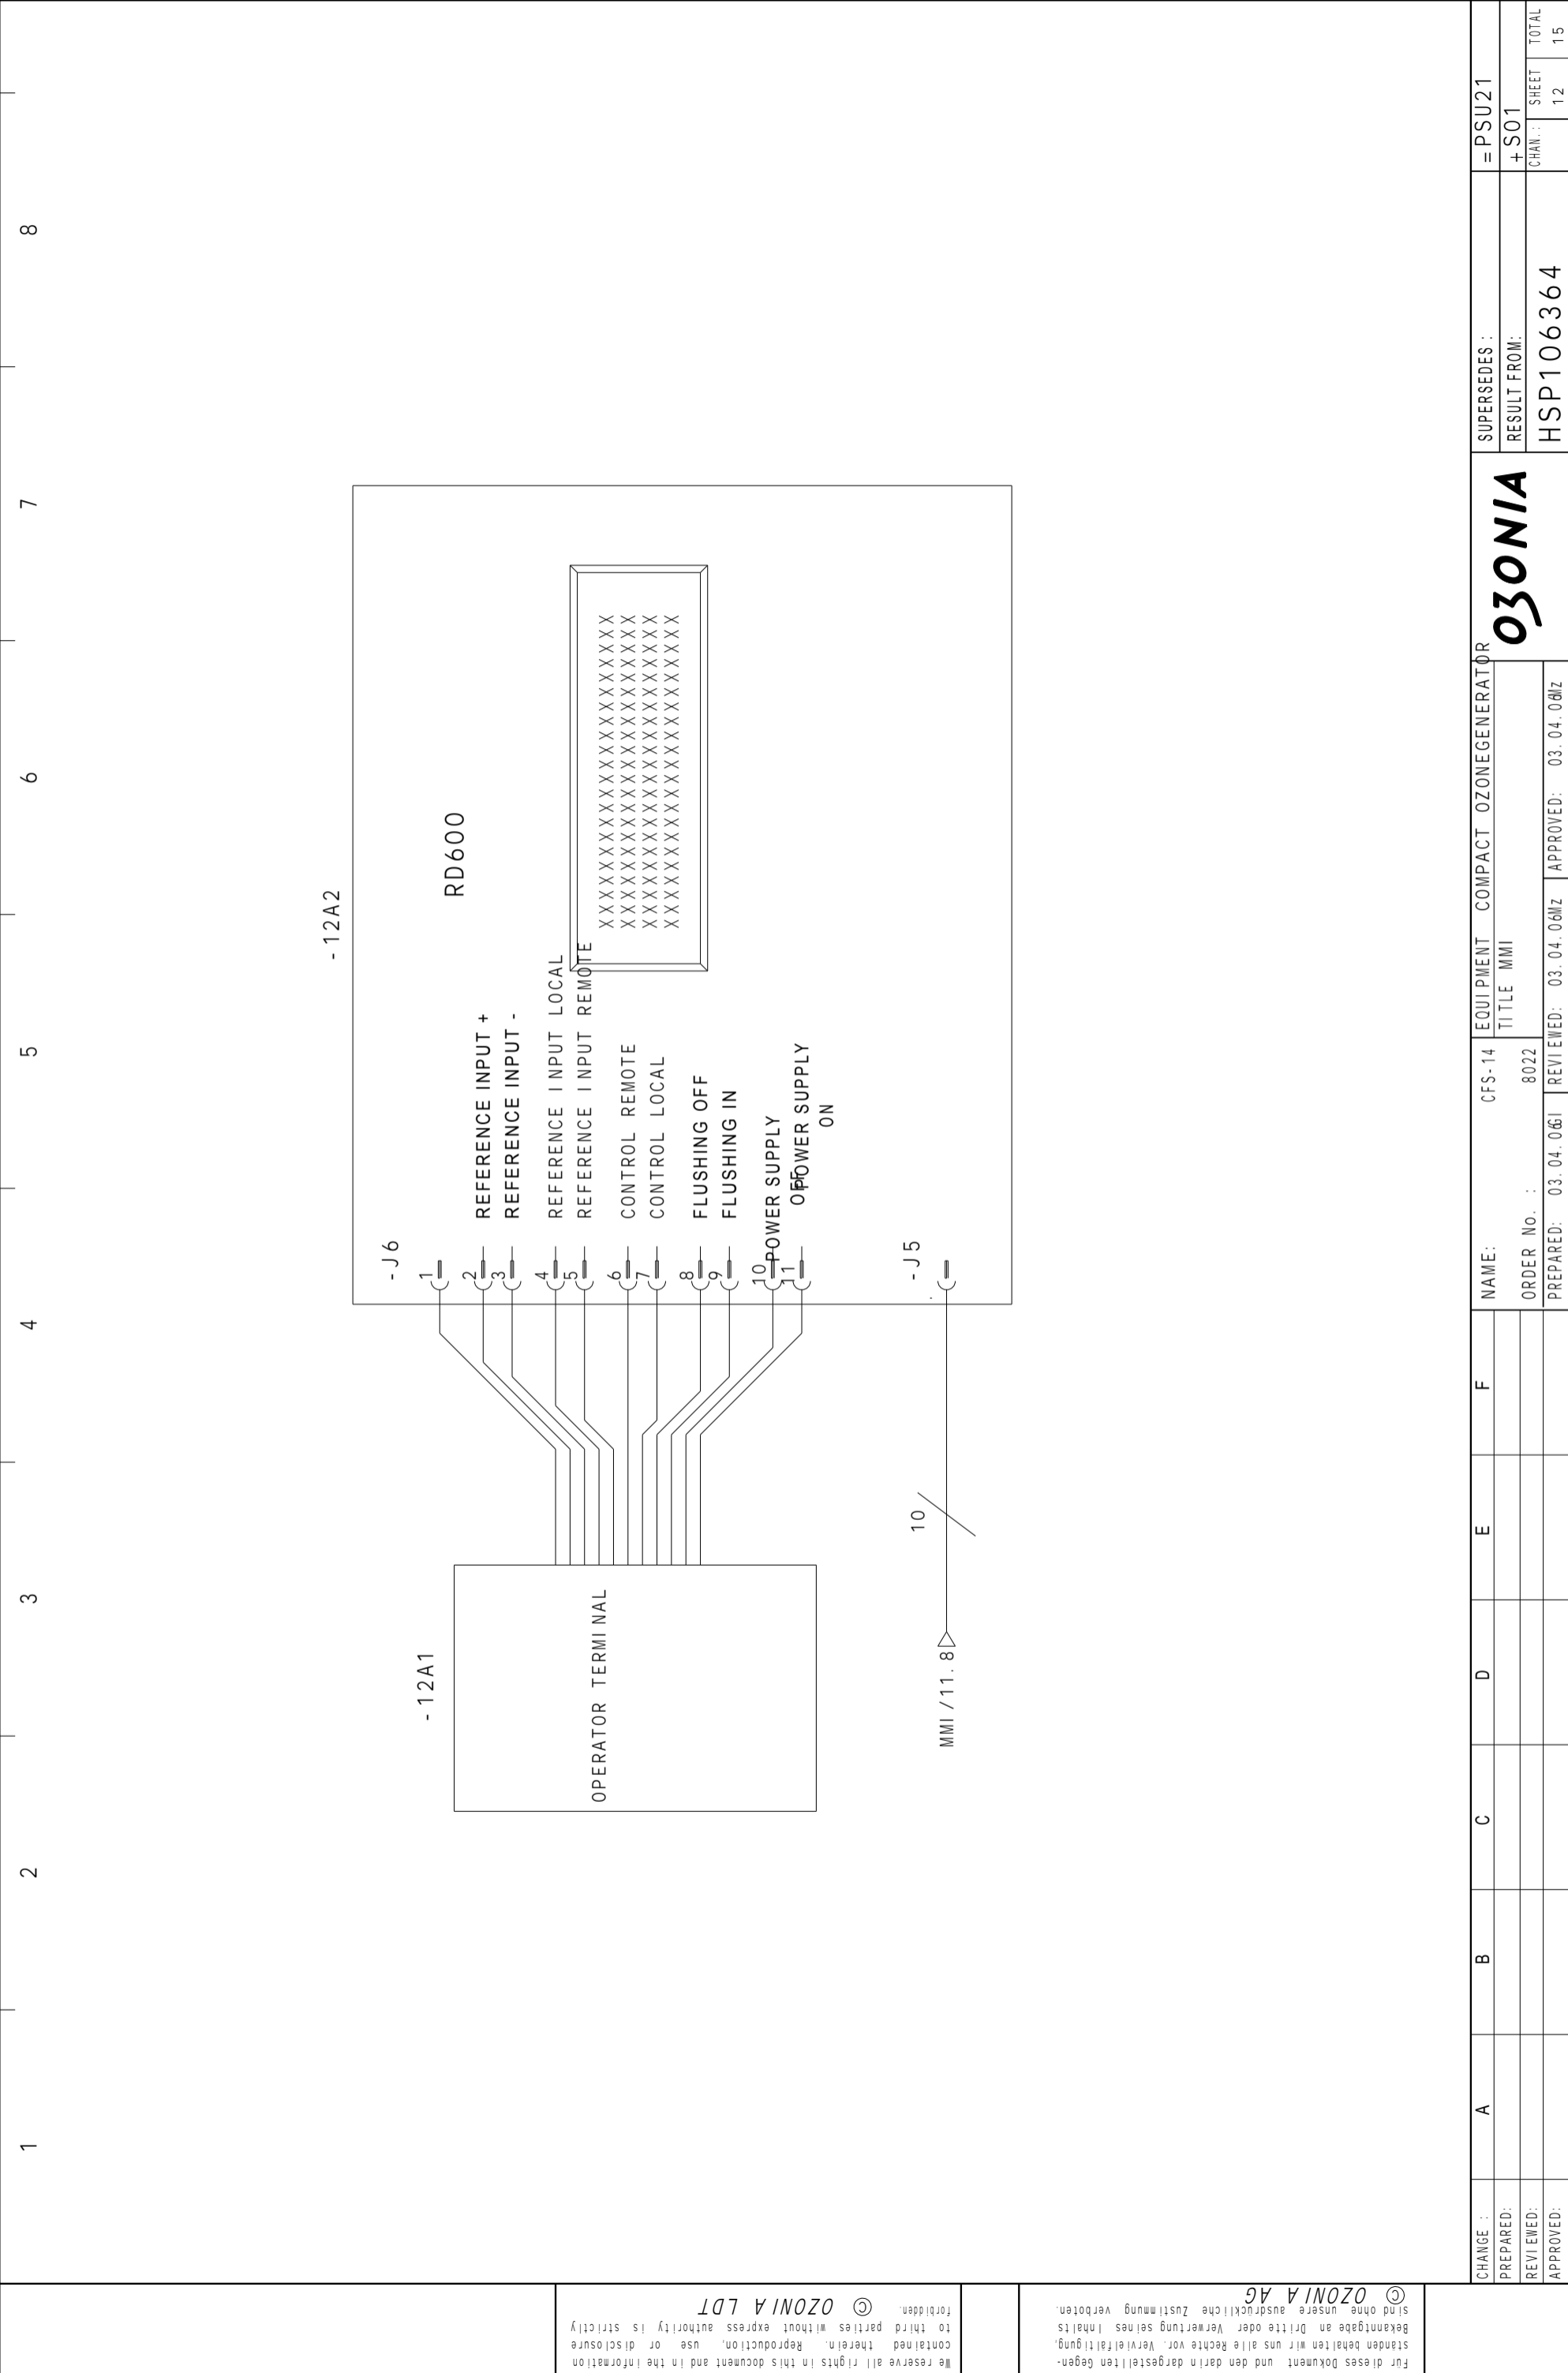 1
2
3
4
5
6
7
8
-12A1
OPERATOR TERMINAL
-12A2
RD600
-J6
1
2 REFERENCE INPUT +
3 REFERENCE INPUT -
4 REFERENCE INPUT LOCAL
5 REFERENCE INPUT REMOTE
6 CONTROL REMOTE
7 CONTROL LOCAL
8 FLUSHING OFF
9 FLUSHING IN
10 POWER SUPPLY
OFF
11 POWER SUPPLY
ON
XXXXXXXXXXXXXXXXXXXXXX
XXXXXXXXXXXXXXXXXXXXXX
XXXXXXXXXXXXXXXXXXXXXX
XXXXXXXXXXXXXXXXXXXXXX
-J5
10
MMI/11.8
We reserve all rights in this document and in the information
contained therein. Reproduction, use or disclosure
to third parties without express authority is strictly
forbidden. © OZONIA LDT
Für dieses Dokument und den darin dargestellten Gegen-
ständen behalten wir uns alle Rechte vor. Vervielfältigung,
Bekanntgabe an Dritte oder Verwertung seines Inhalts
sind ohne unsere ausdrückliche Zustimmung verboten.
© OZONIA AG
CHANGE : A B C D E F
PREPARED:
REVIEWED:
APPROVED:
NAME: CFS-14
ORDER No. : 8022
EQUIPMENT COMPACT OZONEGENERATOR
TITLE MMI
PREPARED: 03.04.06 GI REVIEWED: 03.04.06 Mz APPROVED: 03.04.06 Mz
OZONIA
SUPERSEDES :
RESULT FROM:
HSP106364
=PSU21
+S01
CHAN.: SHEET TOTAL
12 15